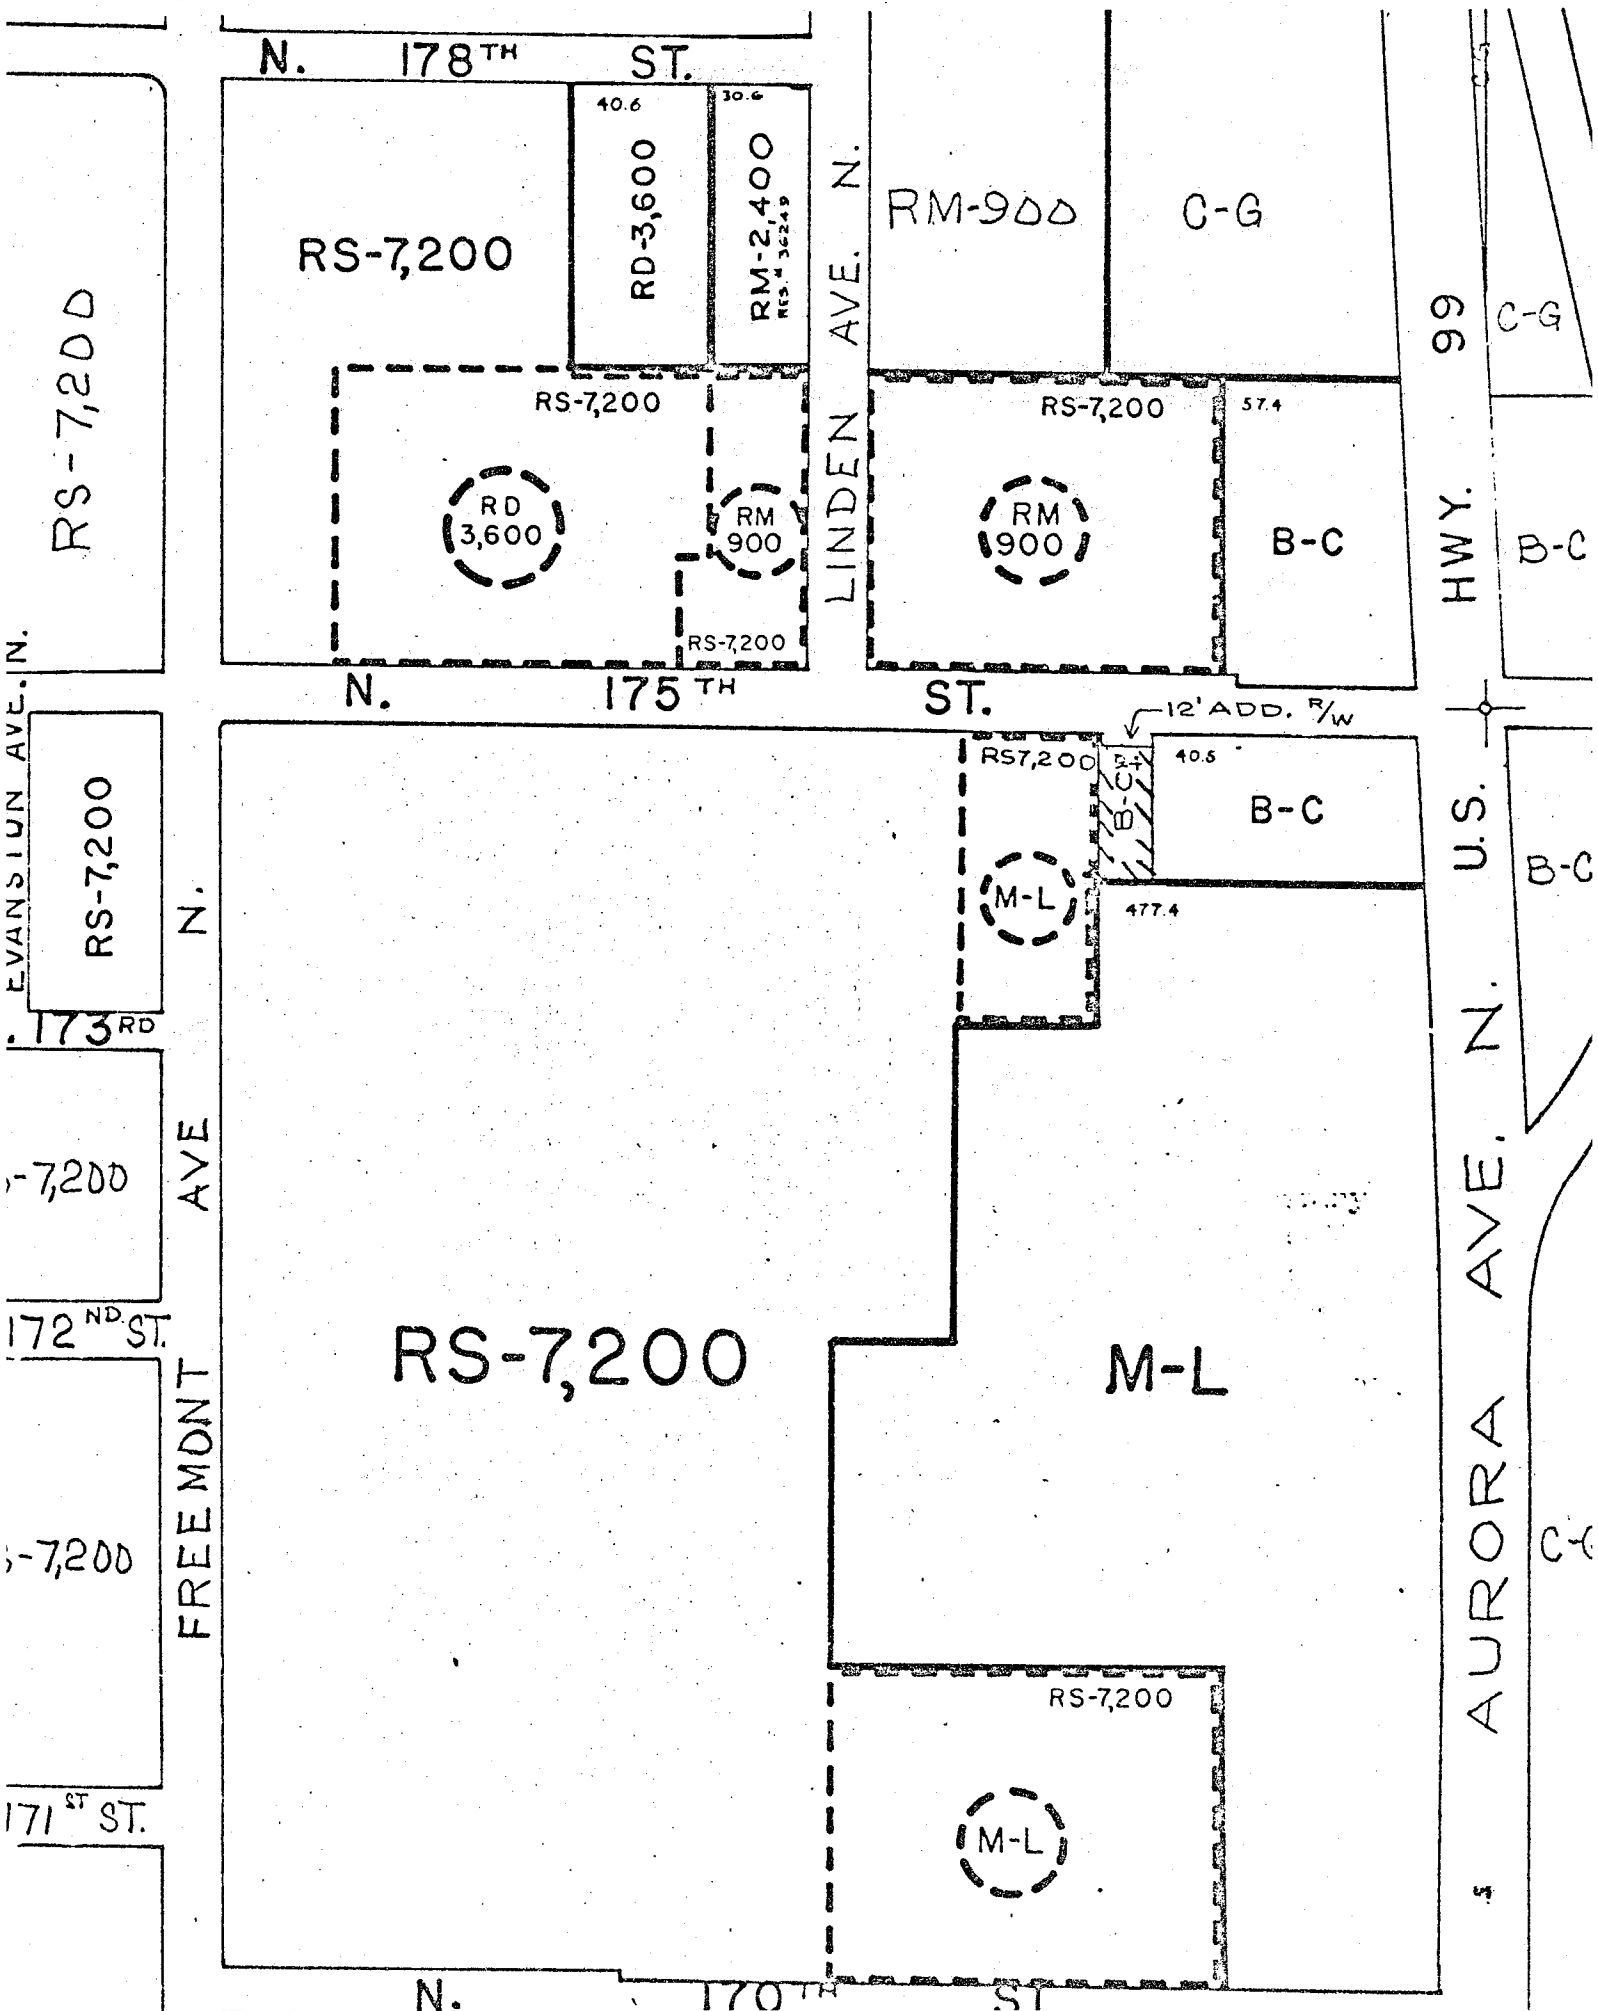 N. 178TH ST.
40.6
30.6
RS-7,200
RS-7,200
RD-3,600
RM-2,400
RES. # 36249
LINDEN AVE. N.
RM-900
C-G
HWY. 99
C-G
RS-7,200
RD
3,600
RM
900
RS-7,200
RS-7,200
RM
900
57.4
B-C
B-C
N. 175TH ST.
12' ADD. R/W
EVANSTON AVE. N.
RS-7,200
FREEMONT AVE N.
RS7,200
M-L
B-C
40.5
B-C
U.S.
B-C
477.4
. 173RD
-7,200
172ND. ST.
RS-7,200
M-L
AURORA AVE. N.
-7,200
C-
171ST ST.
RS-7,200
M-L
N. 170TH ST